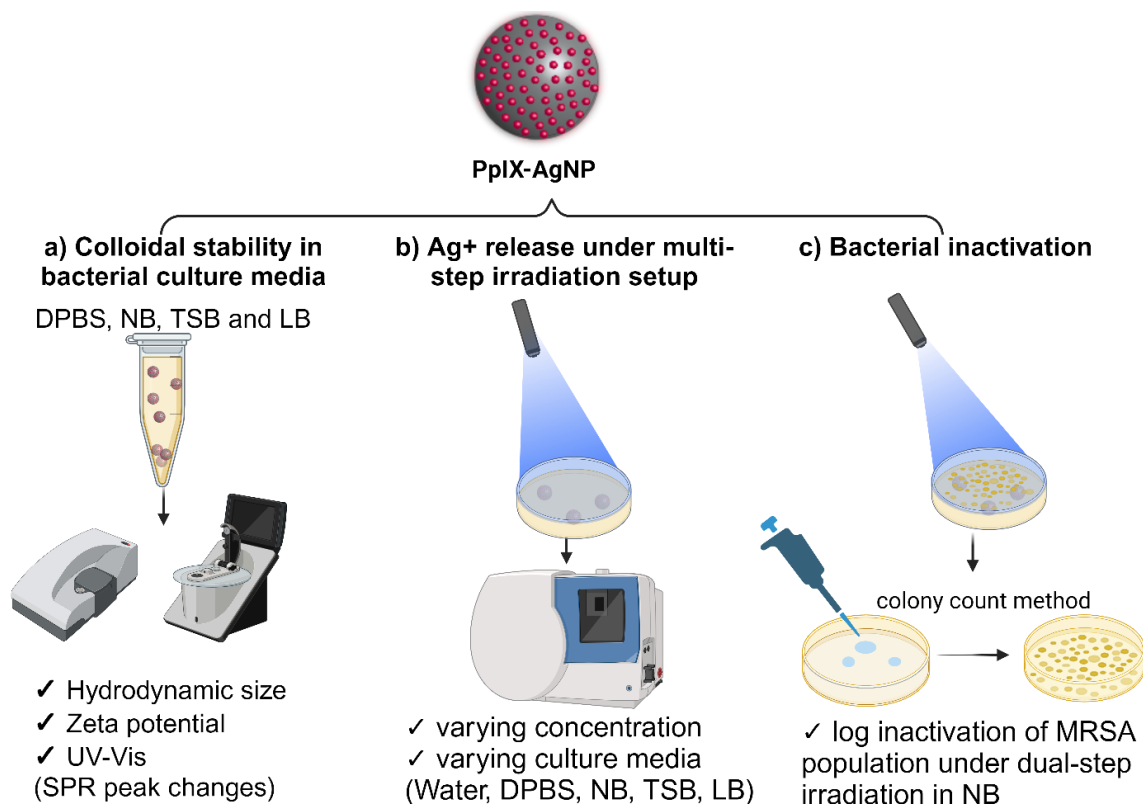 PpIX-AgNP
a) Colloidal stability in
bacterial culture media
DPBS, NB, TSB and LB
✓ Hydrodynamic size
✓ Zeta potential
✓ UV-Vis
(SPR peak changes)
b) Ag+ release under multi-
step irradiation setup
✓ varying concentration
✓ varying culture media
(Water, DPBS, NB, TSB, LB)
c) Bacterial inactivation
colony count method
✓ log inactivation of MRSA
population under dual-step
irradiation in NB